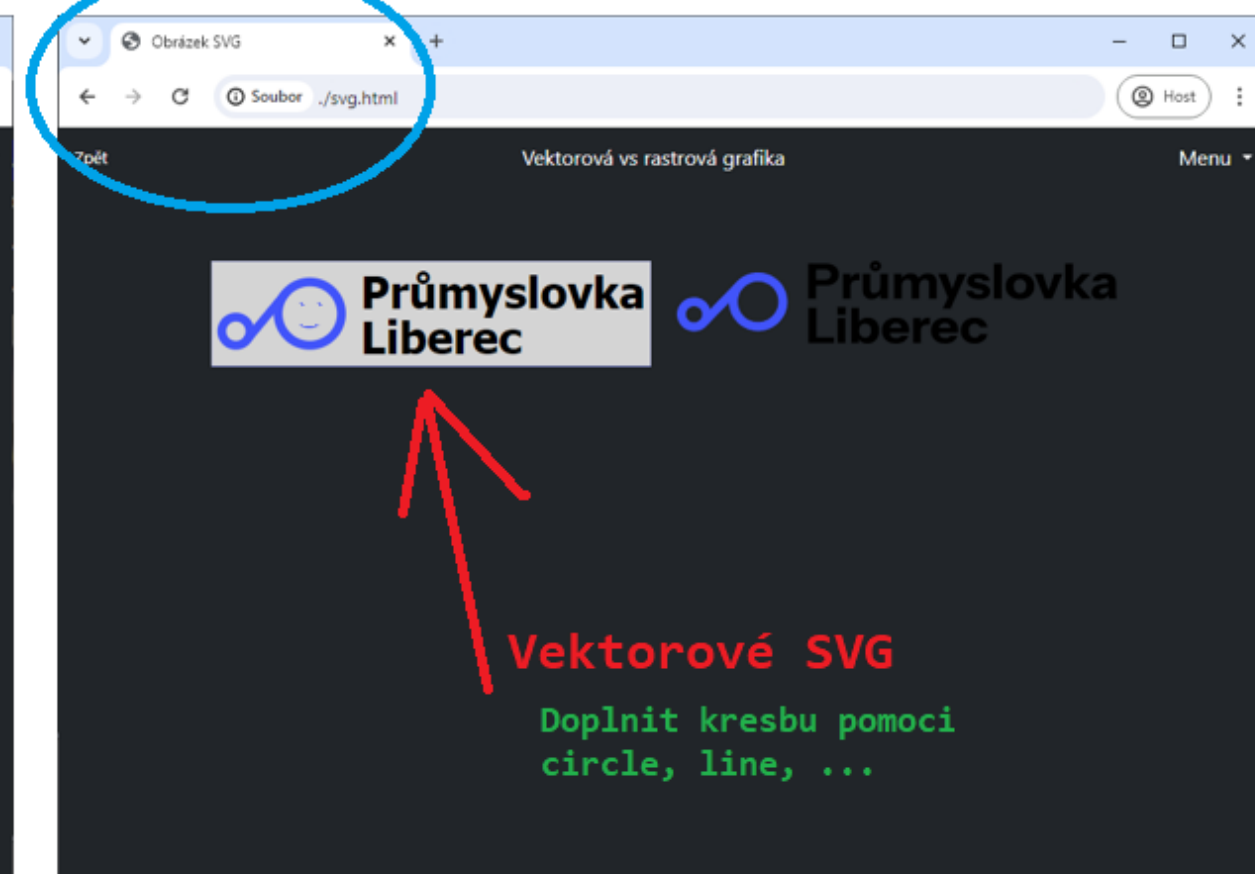 Obrázek SVG
Soubor ./svg.html
Host
Zpět
Vektorová vs rastrová grafika
Menu
Průmyslovka
Liberec
Průmyslovka
Liberec
Vektorové SVG
Doplnit kresbu pomoci
circle, line, ...